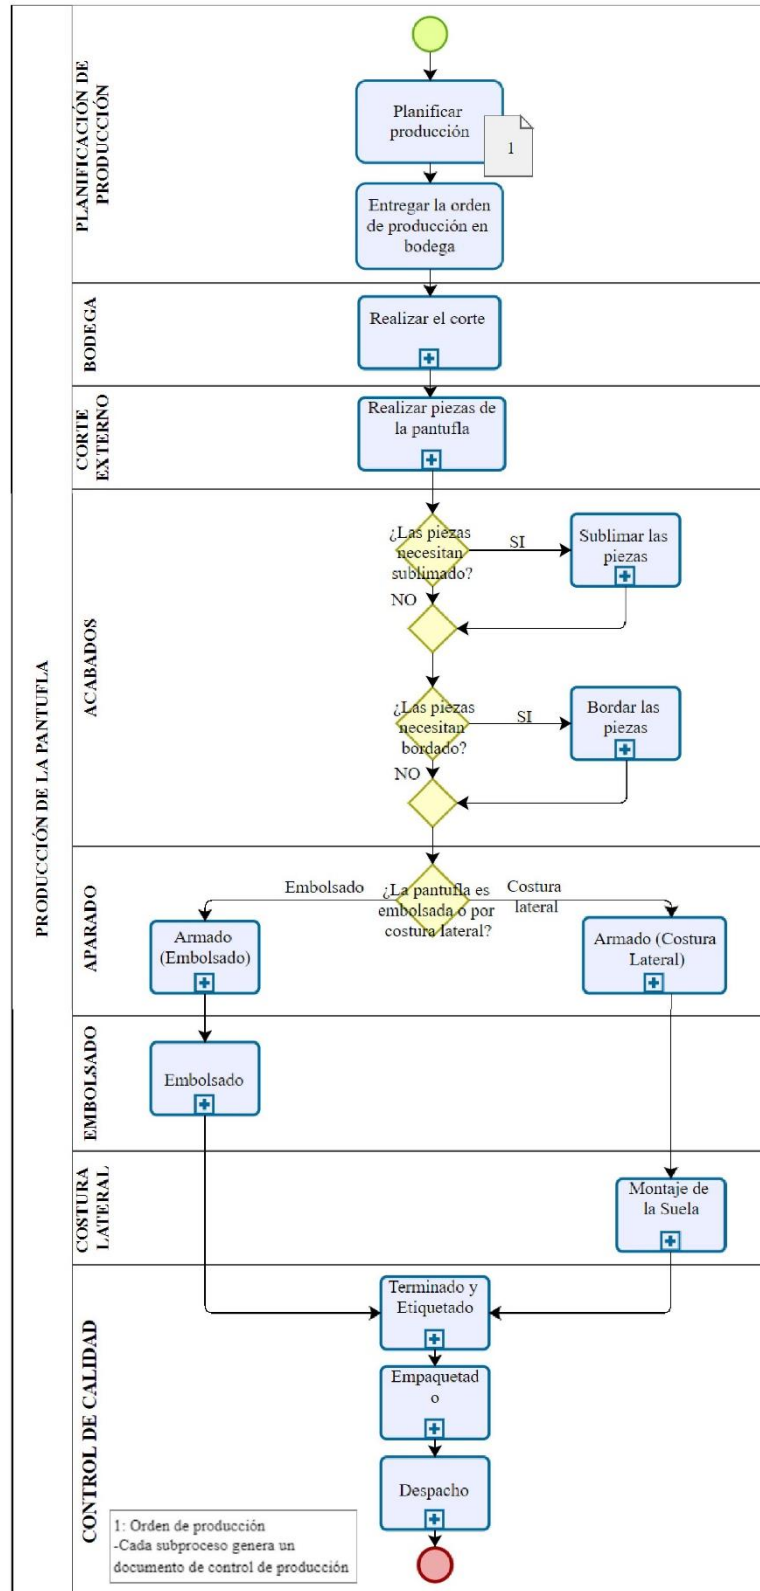 PRODUCCIÓN DE LA PANTUFLA
PLANIFICACIÓN DE
PRODUCCIÓN
Planificar
producción
1
Entregar la orden
de producción en
bodega
BODEGA
Realizar el corte
CORTE
EXTERNO
Realizar piezas de
la pantufla
ACABADOS
¿Las piezas
necesitan
sublimado?
SI
Sublimar las
piezas
NO
¿Las piezas
necesitan
bordado?
SI
Bordar las
piezas
NO
APARADO
Embolsado
¿La pantufla es
embolsada o por
costura lateral?
Costura
lateral
Armado
(Embolsado)
Armado (Costura
Lateral)
EMBOLSADO
Embolsado
COSTURA
LATERAL
Montaje de
la Suela
CONTROL DE CALIDAD
Terminado y
Etiquetado
Empaquetad
o
Despacho
1: Orden de producción
-Cada subproceso genera un
documento de control de producción